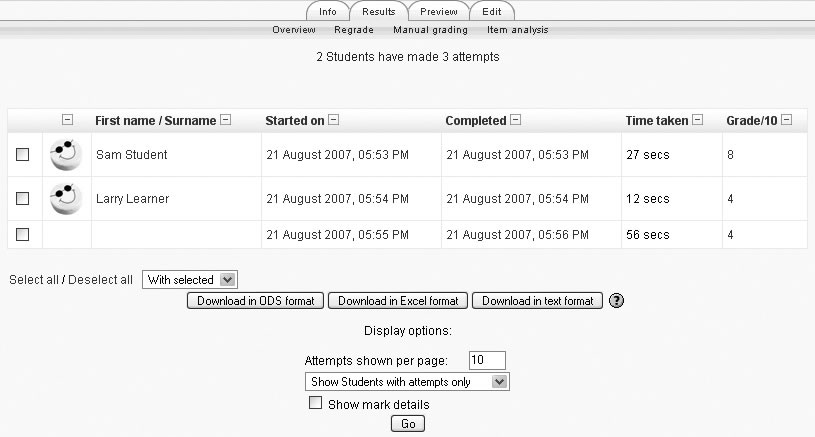 Info Results Preview Edit
Overview Regrade Manual grading Item analysis
2 Students have made 3 attempts
First name / Surname Started on Completed Time taken Grade/10
Sam Student 21 August 2007, 05:53 PM 21 August 2007, 05:53 PM 27 secs 8
Larry Learner 21 August 2007, 05:54 PM 21 August 2007, 05:54 PM 12 secs 4
21 August 2007, 05:55 PM 21 August 2007, 05:56 PM 56 secs 4
Select all / Deselect all With selected
Download in ODS format Download in Excel format Download in text format ?
Display options:
Attempts shown per page: 10
Show Students with attempts only
Show mark details
Go